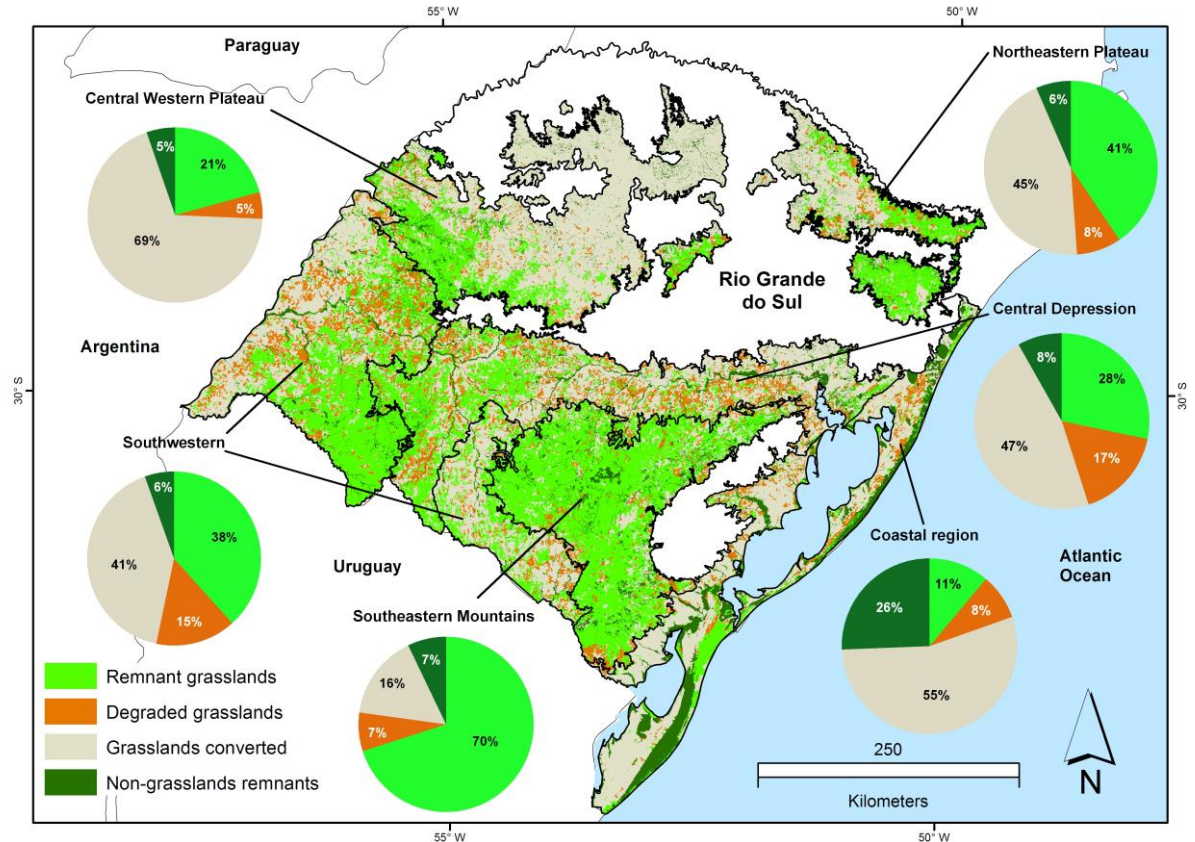 55° W
50° W
Paraguay
Northeastern Plateau
Central Western Plateau
6%
41%
45%
8%
5%
21%
5%
69%
Rio Grande
do Sul
Central Depression
Argentina
30° S
30° S
8%
28%
47%
17%
Southwestern
6%
38%
41%
15%
Coastal region
Uruguay
Atlantic
Ocean
Southeastern Mountains
11%
26%
8%
55%
7%
16%
7%
70%
Remnant grasslands
Degraded grasslands
Grasslands converted
Non-grasslands remnants
250
Kilometers
N
55° W
50° W